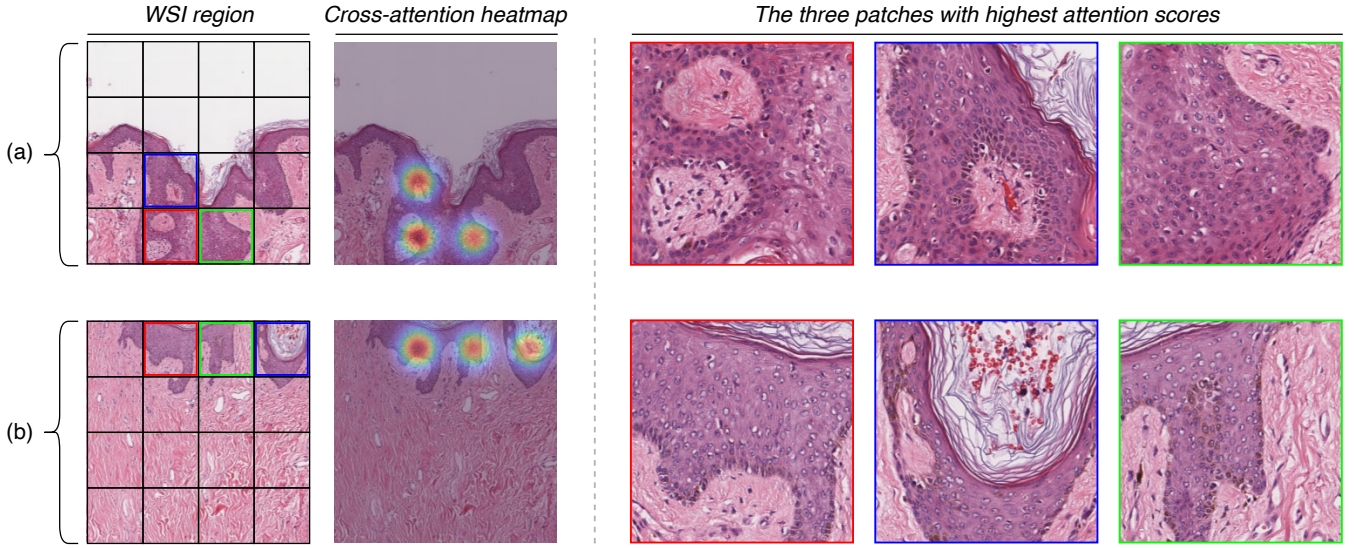 WSI region
Cross-attention heatmap
The three patches with highest attention scores
(a)
(b)